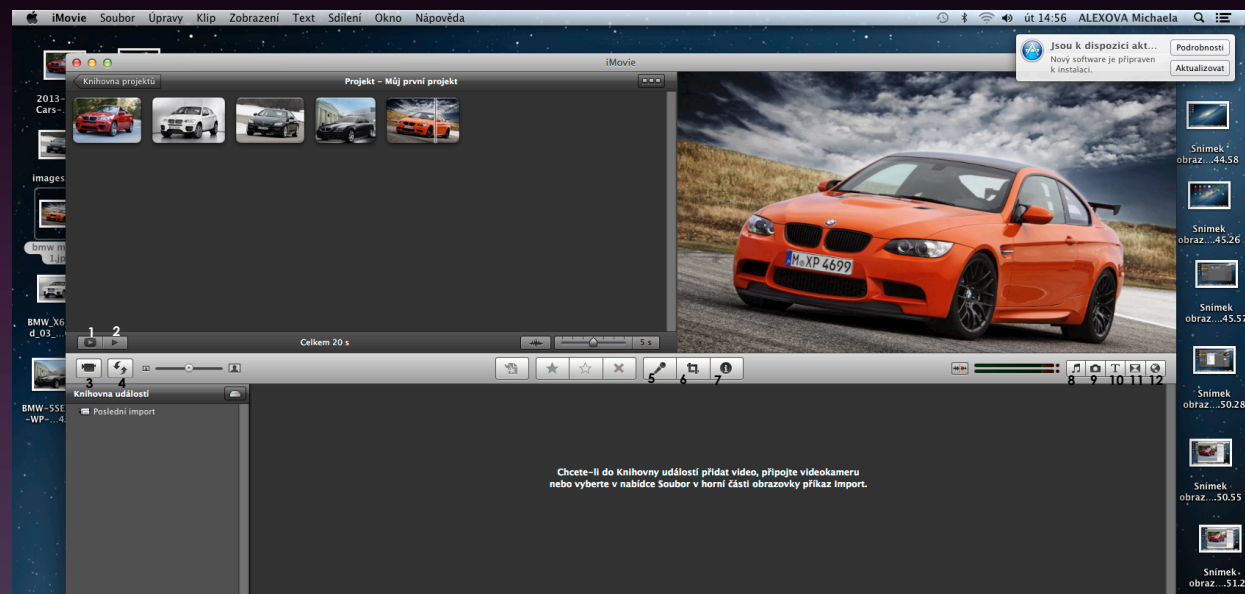 iMovie Soubor Úpravy Klip Zobrazení Text Sdílení Okno Nápověda
út 14:56 ALEXOVA Michaela
Jsou k dispozici akt...
Nový software je připraven
k instalaci.
Podrobnosti
Aktualizovat
iMovie
Knihovna projektů
Projekt – Můj první projekt
2013-
Cars-
images
bmw m
1.jp
BMW_X6
d_03_...
BMW-5SE
-WP-...4
M XP 4699
1 2
Celkem 20 s
5 s
3 4 5 6 7 8 9 10 11 12
T
Knihovna událostí
Poslední import
Chcete-li do Knihovny událostí přidat video, připojte videokameru
nebo vyberte v nabídce Soubor v horní části obrazovky příkaz Import.
Snímek
obraz....44.58
Snímek
obraz....45.26
Snímek
obraz....45.57
Snímek
obraz....50.28
Snímek
obraz....50.55
Snímek
obraz....51.2